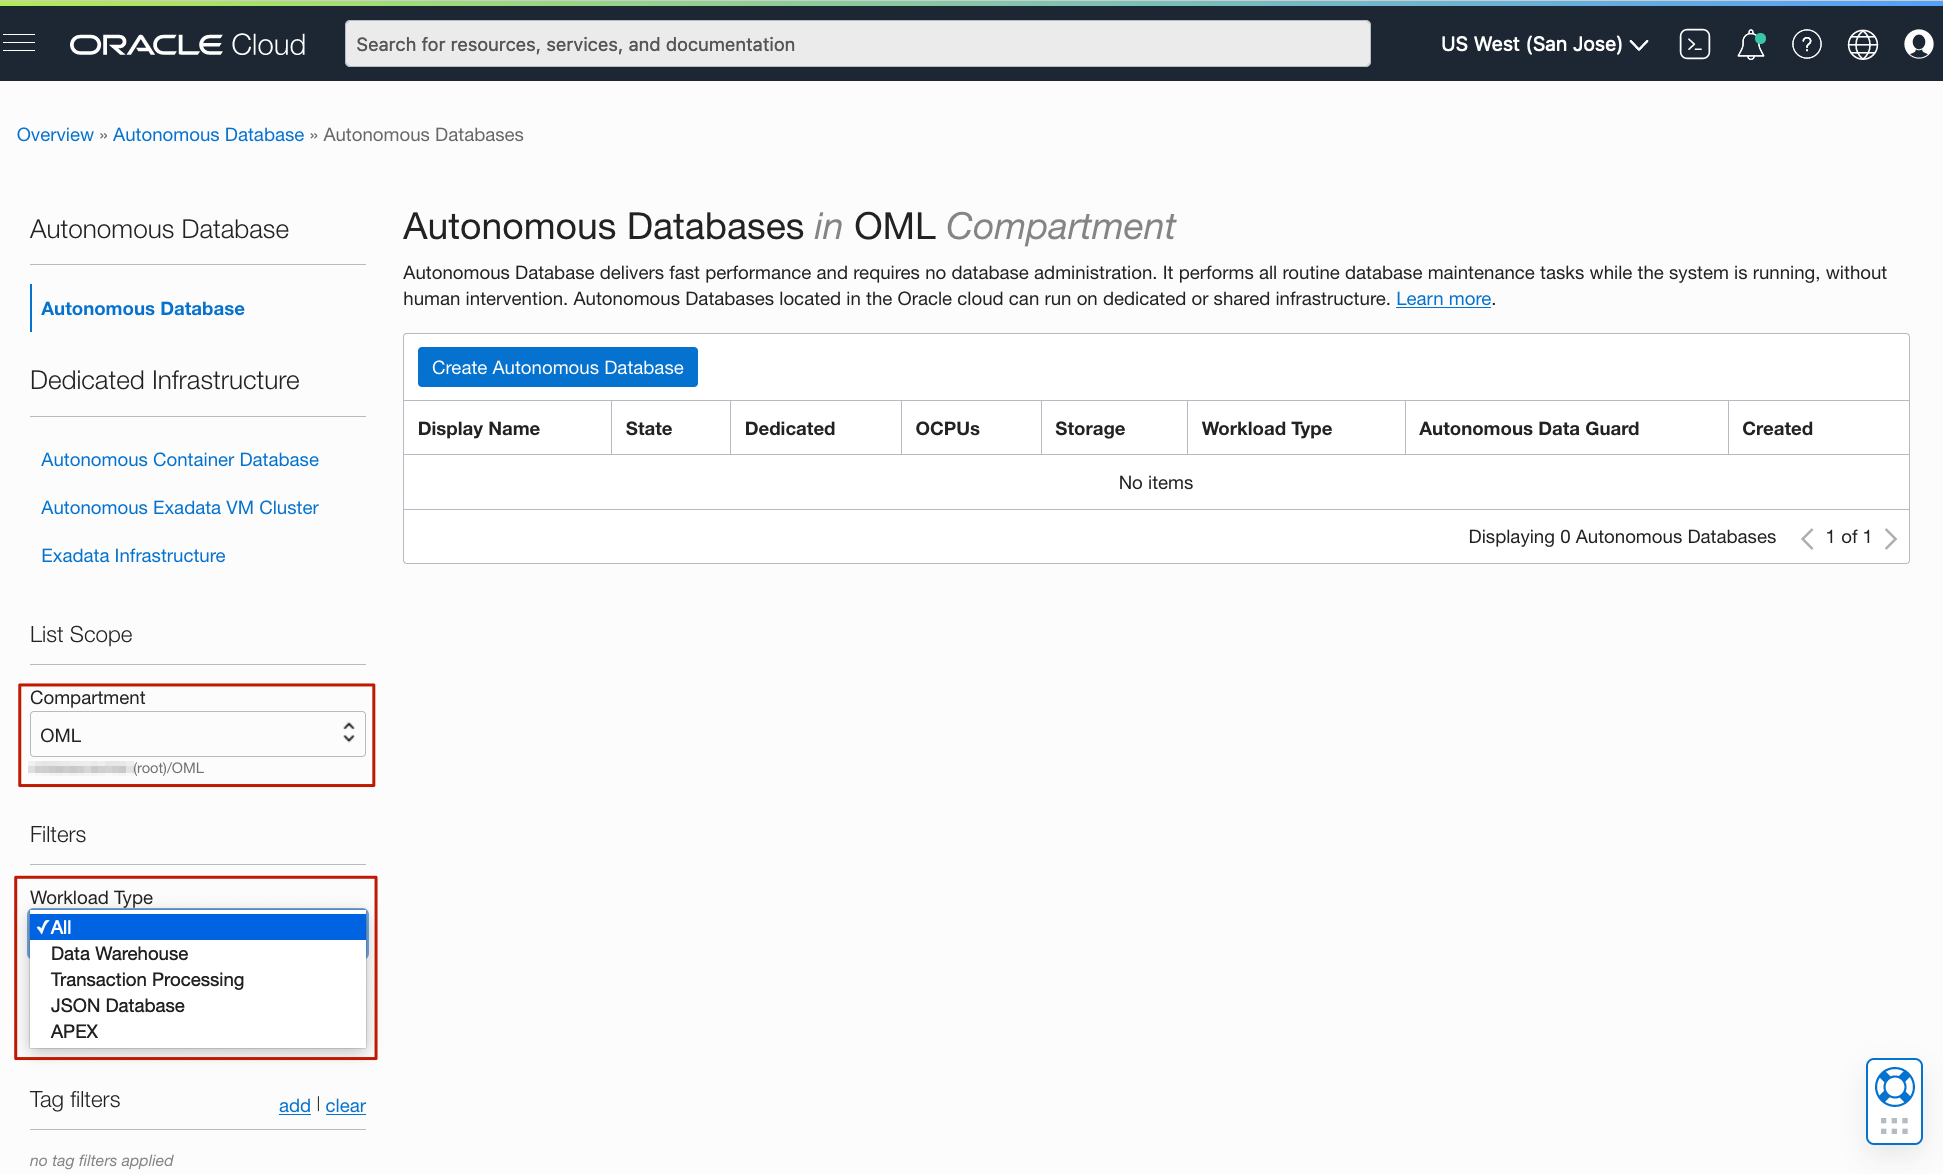 ORACLE Cloud
Search for resources, services, and documentation
US West (San Jose)
Overview » Autonomous Database » Autonomous Databases
Autonomous Database
Autonomous Database
Dedicated Infrastructure
Autonomous Container Database
Autonomous Exadata VM Cluster
Exadata Infrastructure
List Scope
Compartment
OML
(root)/OML
Filters
Workload Type
✓All
Data Warehouse
Transaction Processing
JSON Database
APEX
Tag filters
add | clear
no tag filters applied
Autonomous Databases in OML Compartment
Autonomous Database delivers fast performance and requires no database administration. It performs all routine database maintenance tasks while the system is running, without
human intervention. Autonomous Databases located in the Oracle cloud can run on dedicated or shared infrastructure. Learn more.
Create Autonomous Database
Display Name State Dedicated OCPUs Storage Workload Type Autonomous Data Guard Created
No items
Displaying 0 Autonomous Databases 1 of 1